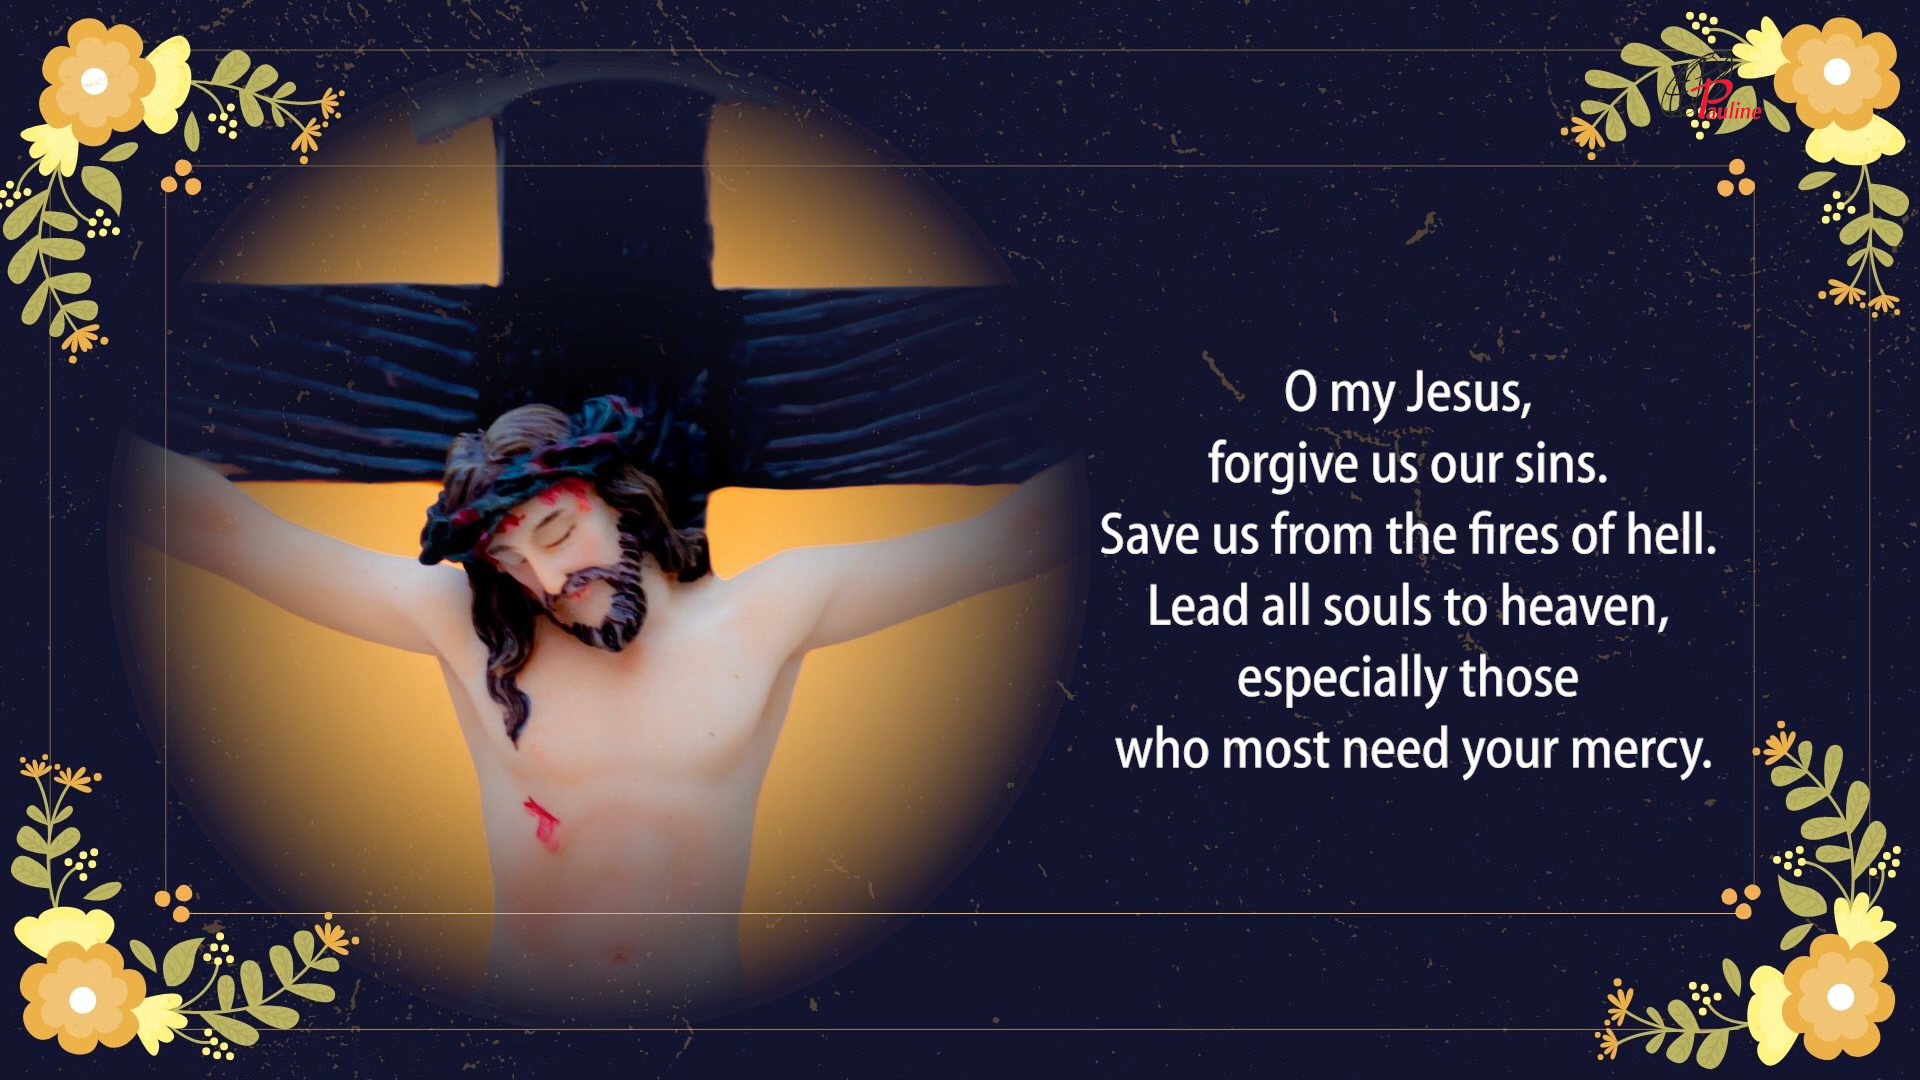 Pauline
O my Jesus,
forgive us our sins.
Save us from the fires of hell.
Lead all souls to heaven,
especially those
who most need your mercy.